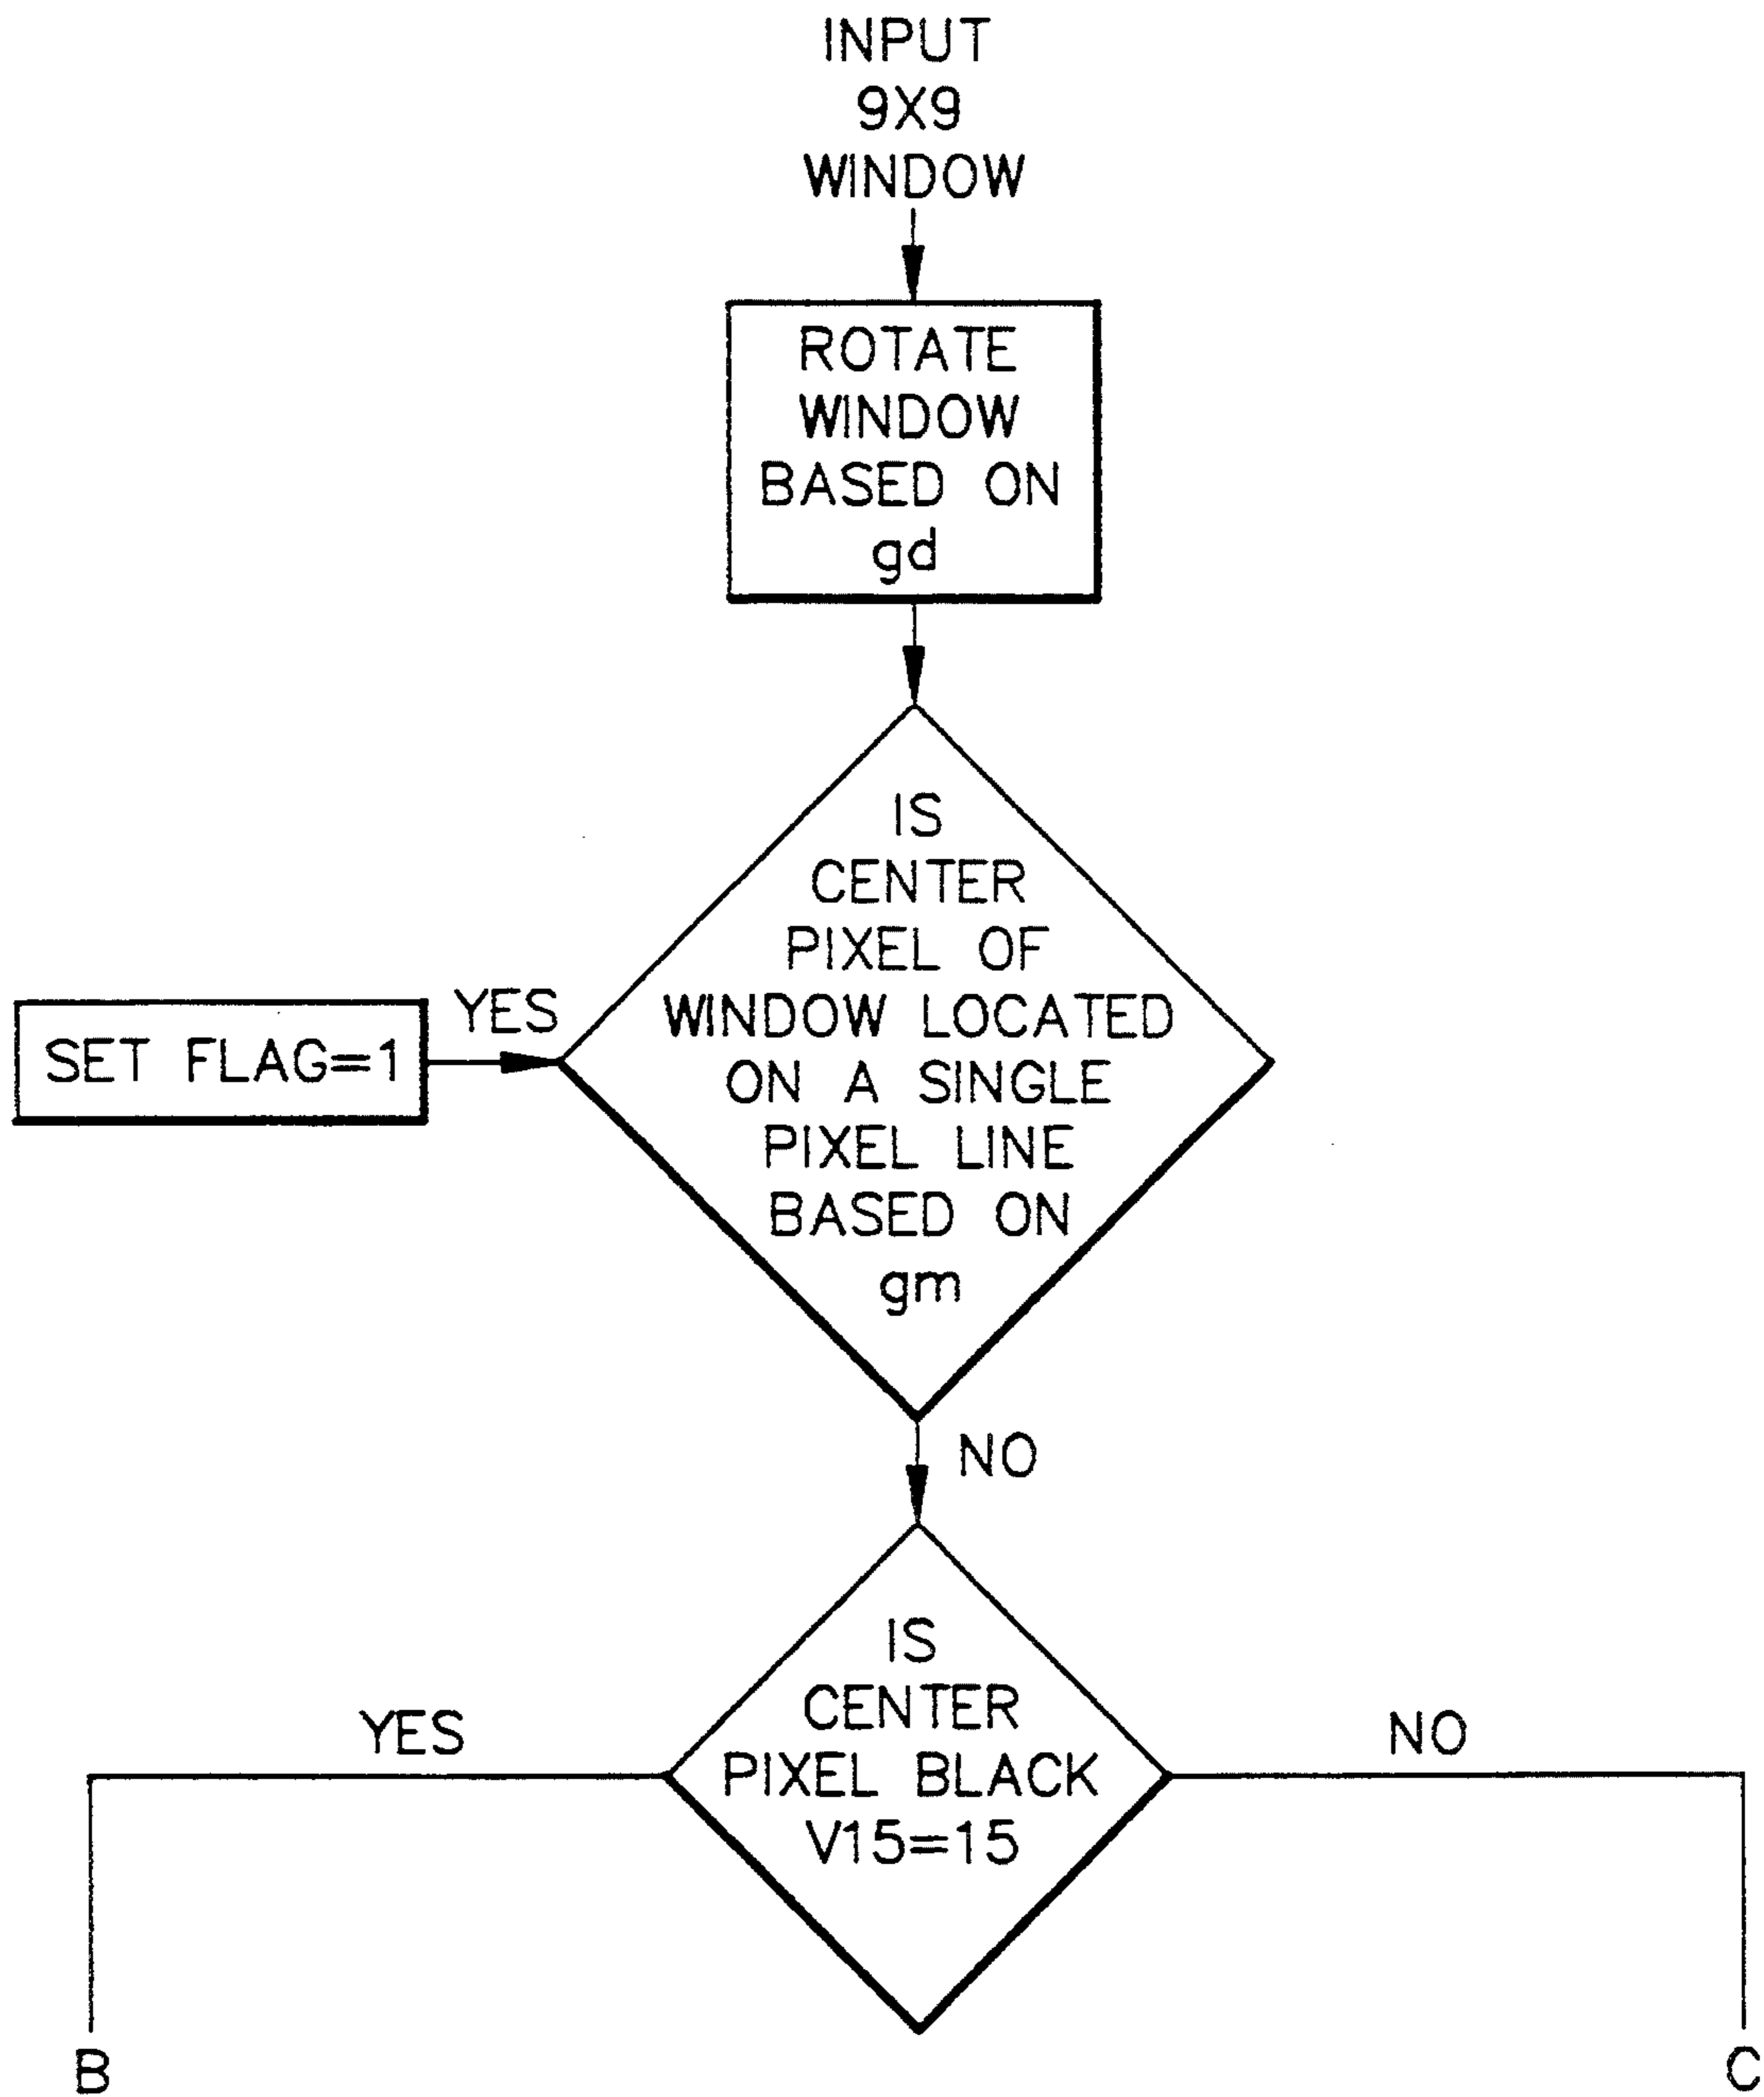 INPUT
9X9
WINDOW
ROTATE
WINDOW
BASED ON
gd
IS
CENTER
PIXEL OF
WINDOW LOCATED
ON A SINGLE
PIXEL LINE
BASED ON
gm
YES
SET FLAG=1
NO
IS
CENTER
PIXEL BLACK
V15=15
YES
NO
B
C